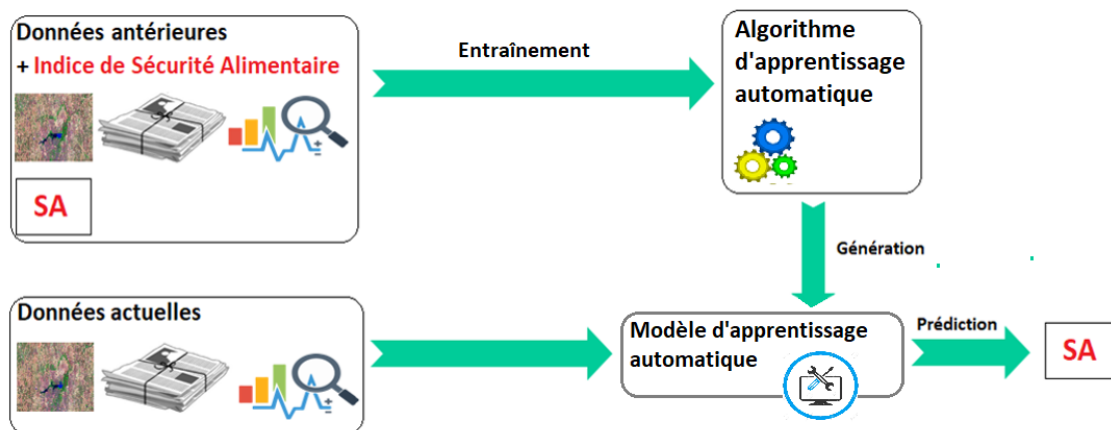 Données antérieures
+ Indice de Sécurité Alimentaire
SA
Entraînement
Algorithme
d'apprentissage
automatique
Génération
Données actuelles
Modèle d'apprentissage
automatique
Prédiction
SA